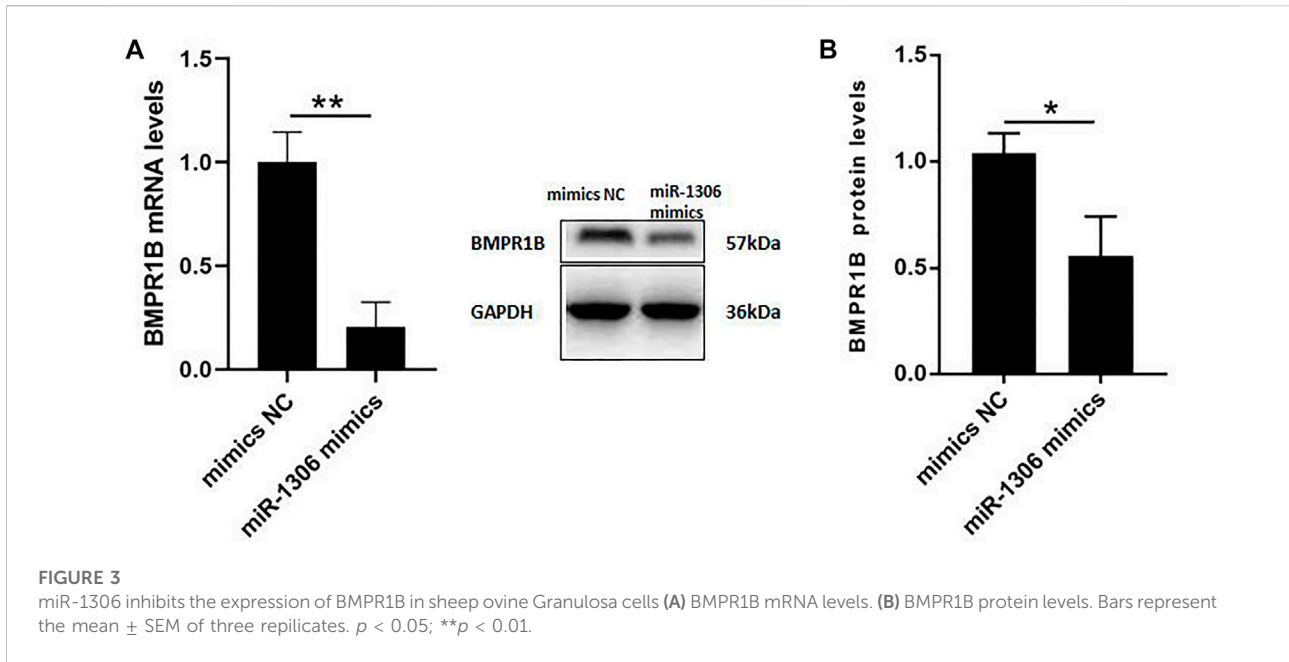 A
BMPR1B mRNA levels
1.5
1.0
0.5
0.0
**
mimics NC
miR-1306 mimics
mimics NC
miR-1306
mimics
BMPR1B
57kDa
GAPDH
36kDa
B
BMPR1B protein levels
1.5
1.0
0.5
0.0
*
mimics NC
miR-1306 mimics
FIGURE 3
miR-1306 inhibits the expression of BMPR1B in sheep ovine Granulosa cells (A) BMPR1B mRNA levels. (B) BMPR1B protein levels. Bars represent
the mean ± SEM of three repilicates. p < 0.05; **p < 0.01.